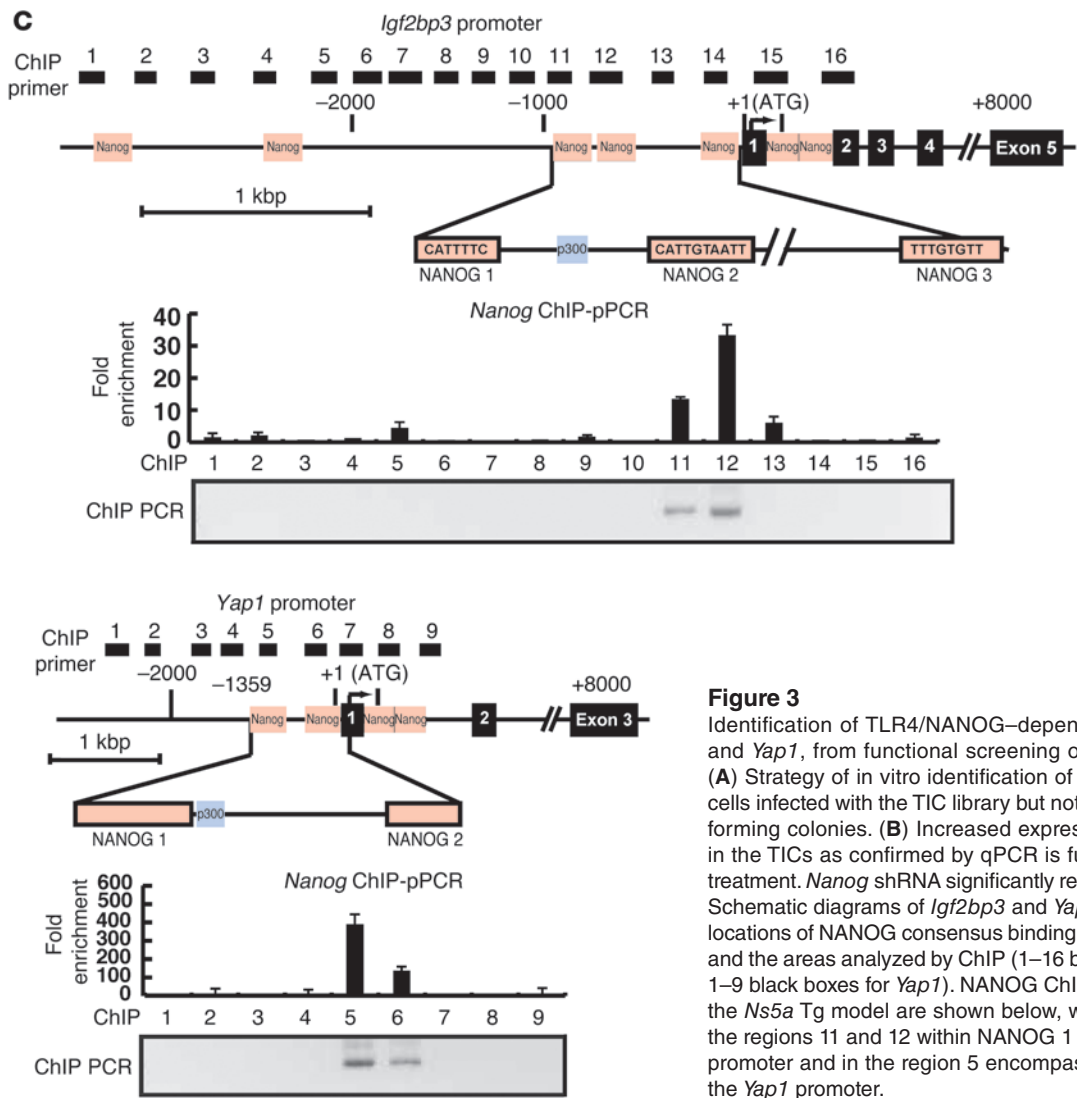 C
Igf2bp3 promoter
ChIP primer
1 2 3 4 5 6 7 8 9 10 11 12 13 14 15 16
–2000 –1000 +1(ATG) +8000
Nanog Nanog Nanog Nanog Nanog 1 Nanog Nanog 2 3 4 Exon 5
1 kbp
CATTTTC p300 CATTGTAATT TTTGTGTT
NANOG 1 NANOG 2 NANOG 3
Nanog ChIP-pPCR
Fold enrichment
40
30
20
10
0
ChIP 1 2 3 4 5 6 7 8 9 10 11 12 13 14 15 16
ChIP PCR
Yap1 promoter
ChIP primer
1 2 3 4 5 6 7 8 9
–2000 –1359 +1 (ATG) +8000
Nanog Nanog 1 Nanog Nanog 2 Exon 3
1 kbp
p300
NANOG 1 NANOG 2
Nanog ChIP-pPCR
Fold enrichment
600
500
400
300
200
100
0
ChIP 1 2 3 4 5 6 7 8 9
ChIP PCR
Figure 3
Identification of TLR4/NANOG–depen
and Yap1, from functional screening o
(A) Strategy of in vitro identification of
cells infected with the TIC library but not
forming colonies. (B) Increased expres
in the TICs as confirmed by qPCR is fu
treatment. Nanog shRNA significantly re
Schematic diagrams of Igf2bp3 and Yap
locations of NANOG consensus binding
and the areas analyzed by ChIP (1–16 b
1–9 black boxes for Yap1). NANOG ChI
the Ns5a Tg model are shown below, w
the regions 11 and 12 within NANOG 1
promoter and in the region 5 encompas
the Yap1 promoter.